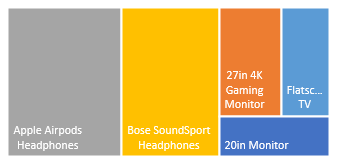 Apple Airpods
Headphones
Bose SoundSport
Headphones
27in 4K
Gaming
Monitor
Flatsc...
TV
20in Monitor